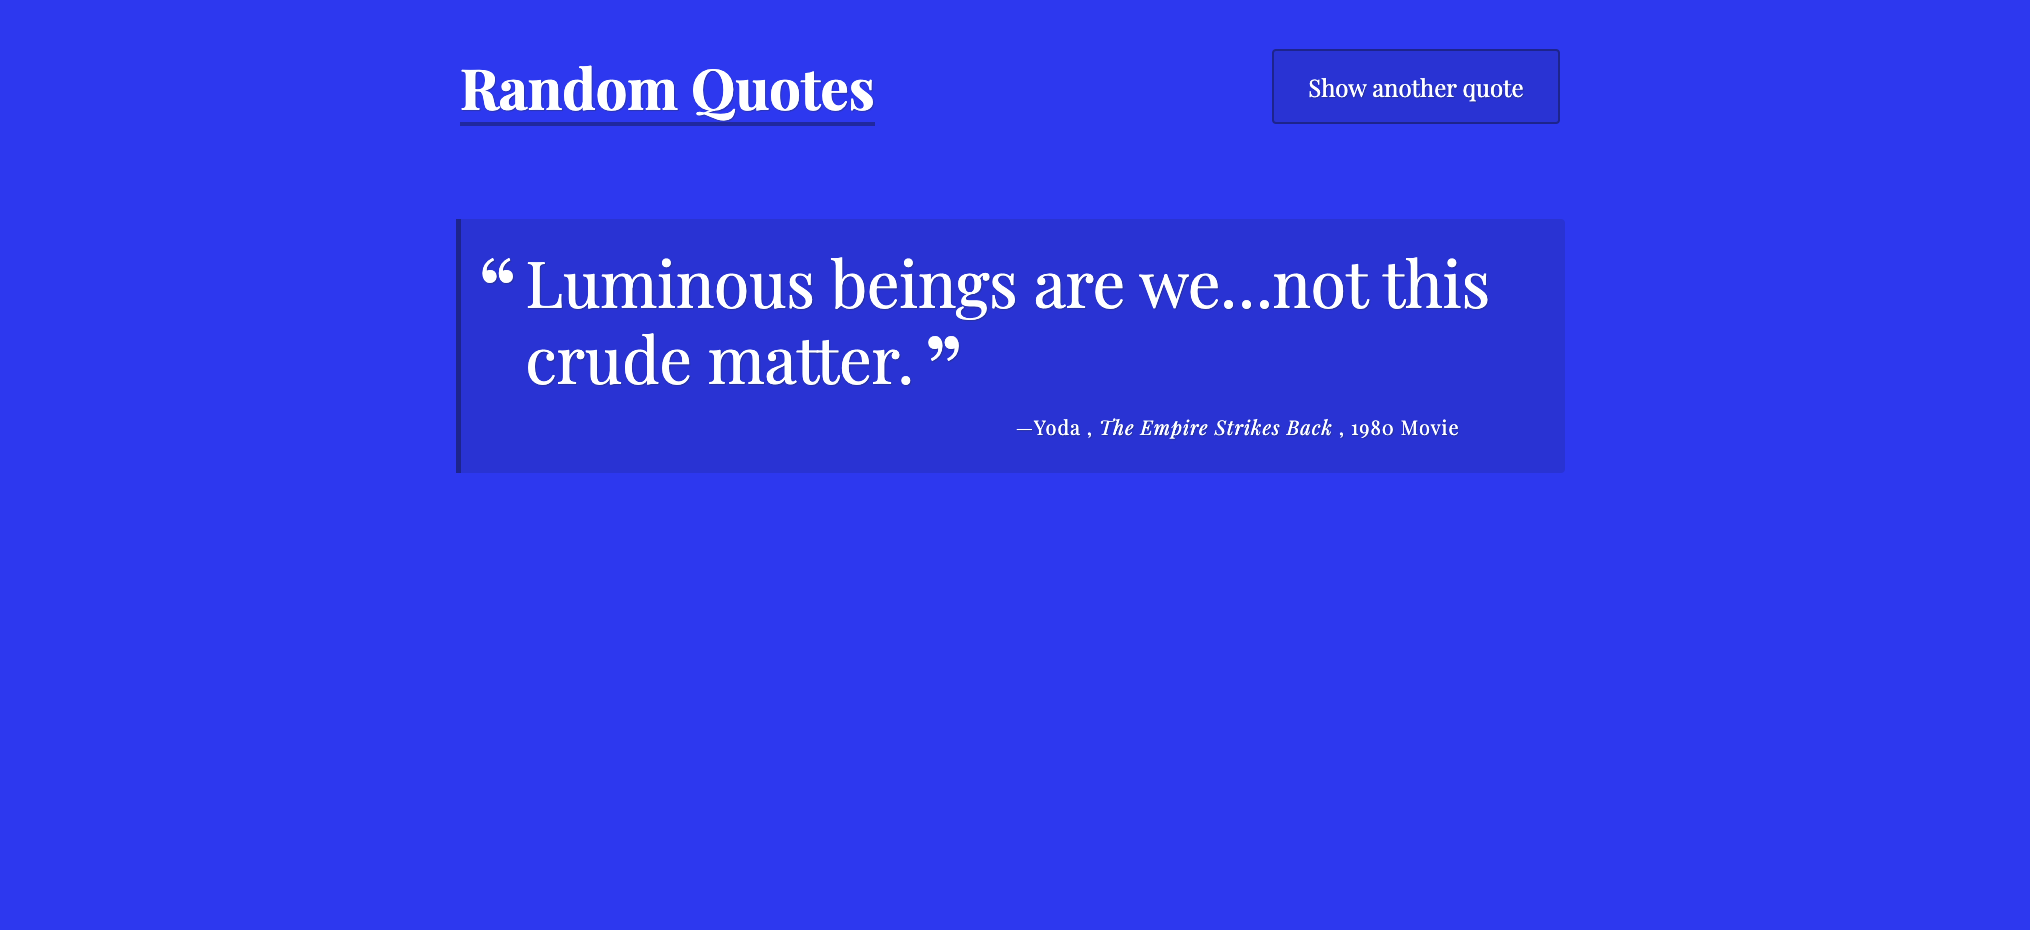 Random Quotes
Show another quote
“ Luminous beings are we...not this
crude matter. ”
—Yoda , The Empire Strikes Back , 1980 Movie